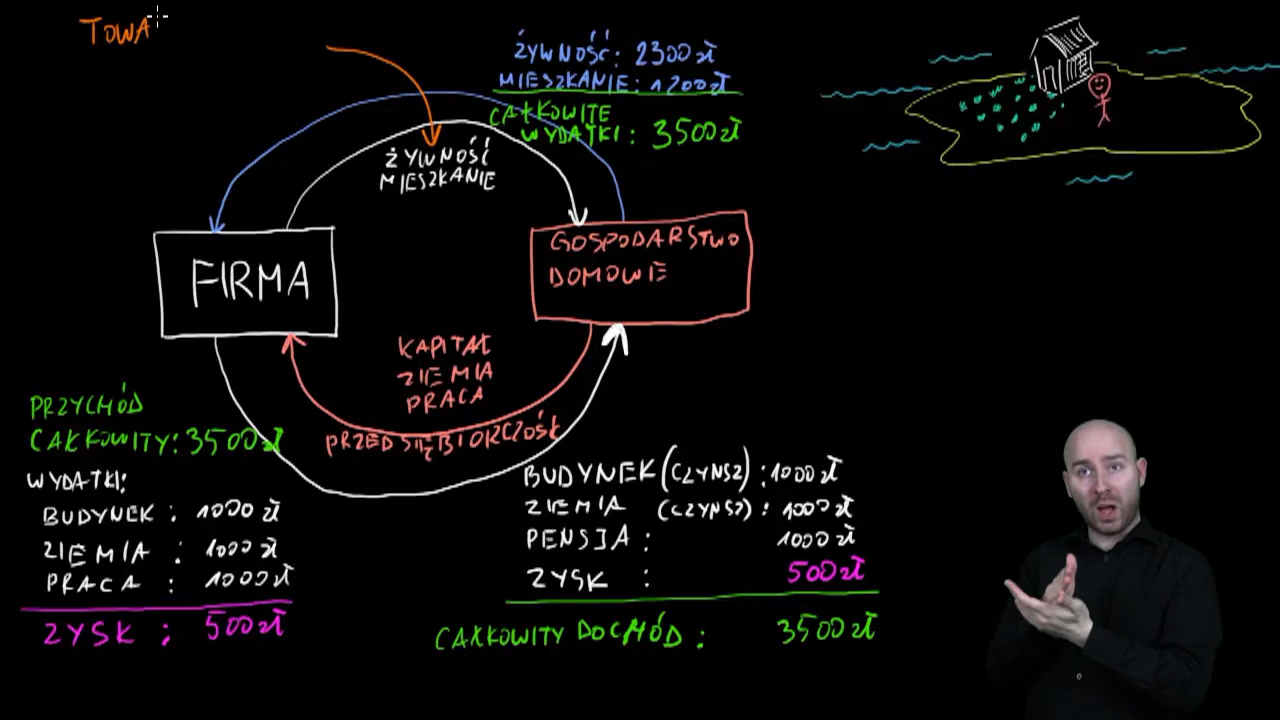 TOWA
ŻYWNOŚĆ: 2300 zł
MIESZKANIE: 1200 zł
CAŁKOWITE
WYDATKI: 3500 zł
ŻYWNOŚĆ
MIESZKANIE
FIRMA
GOSPODARSTWO
DOMOWE
KAPITAŁ
ZIEMIA
PRACA
PRZEDSIĘBIORCZOŚĆ
PRZYCHÓD
CAŁKOWITY: 3500 zł
WYDATKI:
BUDYNEK: 1000 zł
ZIEMIA: 1000 zł
PRACA: 1000 zł
ZYSK: 500 zł
BUDYNEK (CZYNSZ): 1000 zł
ZIEMIA (CZYNSZ): 1000 zł
PENSJA: 1000 zł
ZYSK: 500 zł
CAŁKOWITY DOCHÓD: 3500 zł